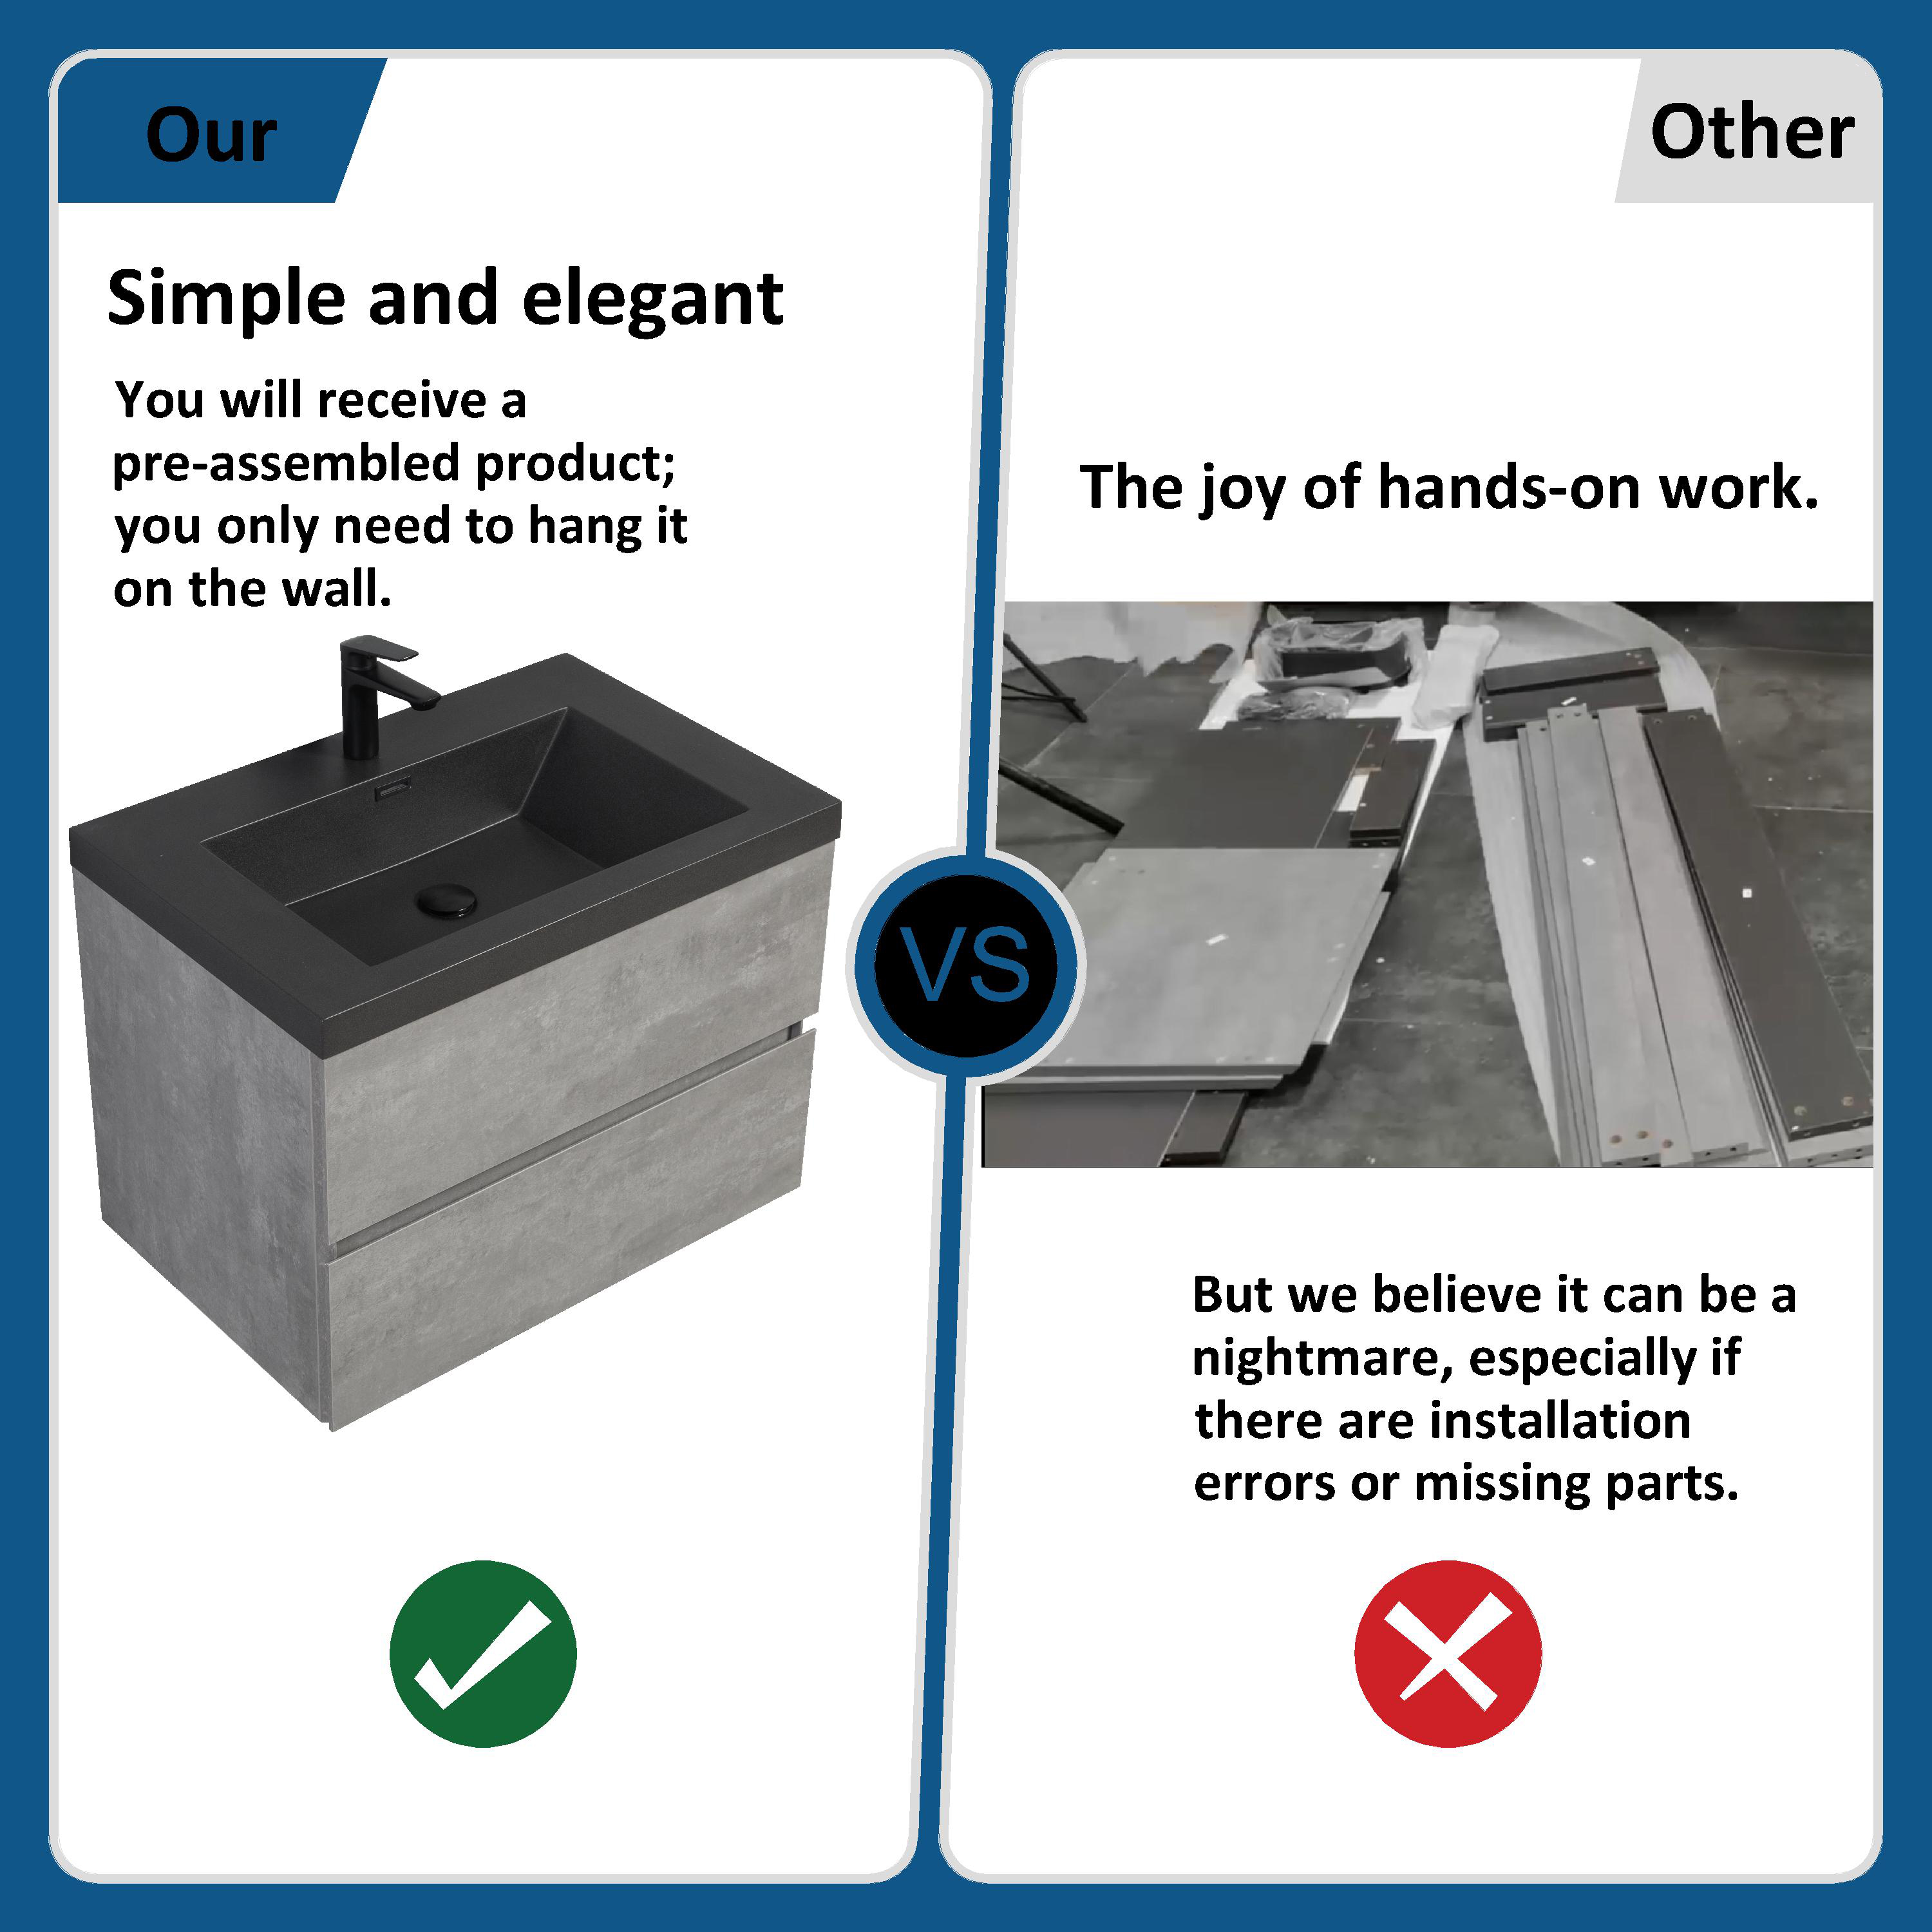 Our
Simple and elegant
You will receive a
pre-assembled product;
you only need to hang it
on the wall.
VS
Other
The joy of hands-on work.
But we believe it can be a
nightmare, especially if
there are installation
errors or missing parts.